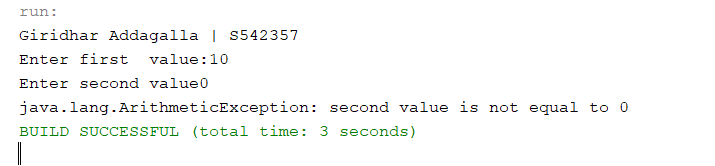 run:
Giridhar Addagalla | S542357
Enter first  value:10
Enter second value0
java.lang.ArithmeticException: second value is not equal to 0
BUILD SUCCESSFUL (total time: 3 seconds)